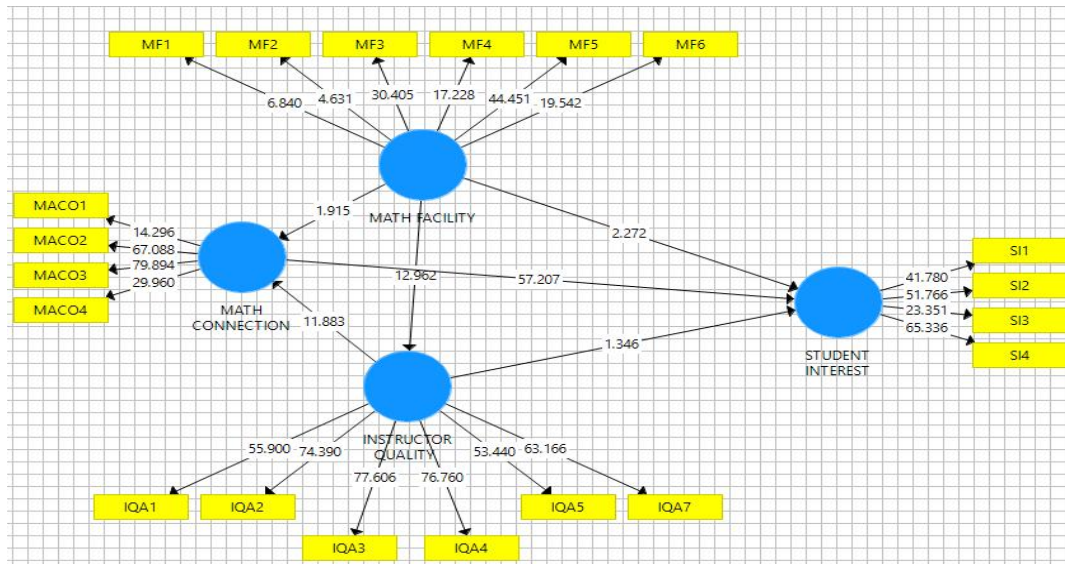 MF1 MF2 MF3 MF4 MF5 MF6
6.840 4.631 30.405 17.228 44.451 19.542
MATH FACILITY
MACO1
MACO2
MACO3
MACO4
14.296
67.088
79.894
29.960
1.915
2.272
12.962
57.207
MATH
CONNECTION
11.883
1.346
41.780
51.766
23.351
65.336
SI1
SI2
SI3
SI4
STUDENT
INTEREST
INSTRUCTOR
QUALITY
55.900 74.390 77.606 76.760 53.440 63.166
IQA1 IQA2 IQA5 IQA7
IQA3 IQA4